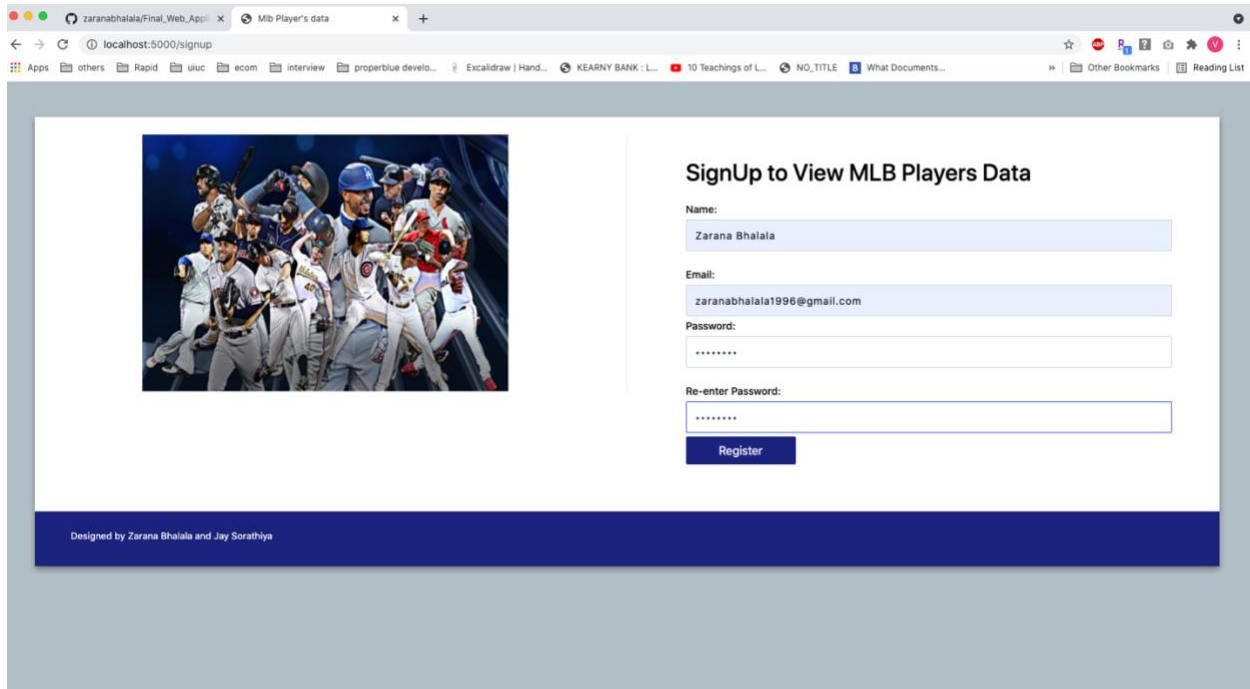 zaranabhalala/Final_Web_Appli
Mlb Player's data
localhost:5000/signup
Apps others Rapid uiuc ecom interview properblue develo... Excalidraw | Hand... KEARNY BANK : L... 10 Teachings of L... NO_TITLE What Documents... » Other Bookmarks Reading List
SignUp to View MLB Players Data
Name:
Zarana Bhalala
Email:
zaranabhalala1996@gmail.com
Password:
••••••••
Re-enter Password:
••••••••
Register
Designed by Zarana Bhalala and Jay Sorathiya